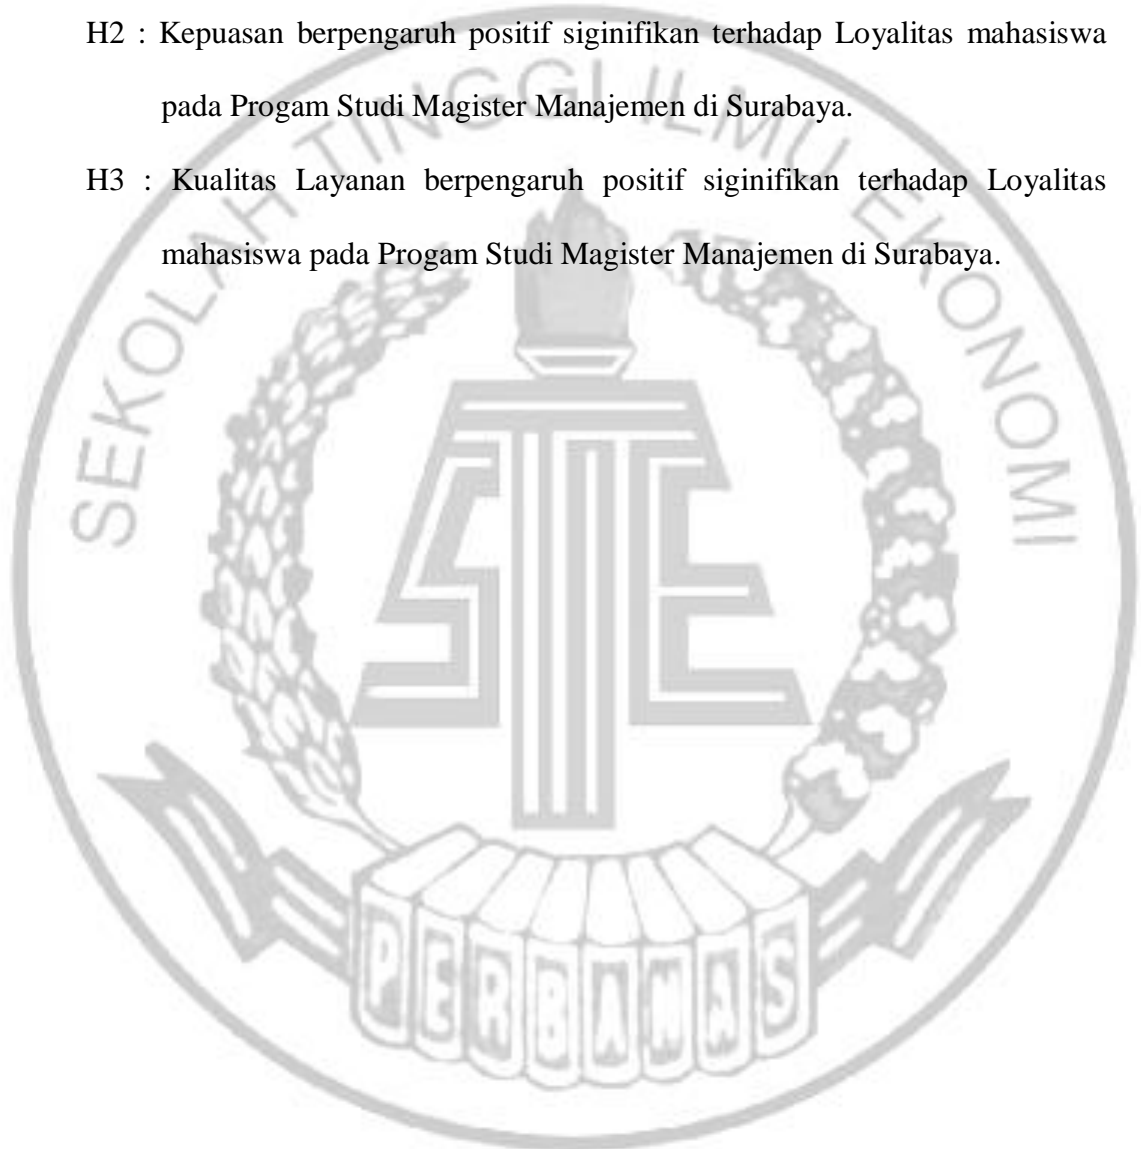 H2 : Kepuasan berpengaruh positif siginifikan terhadap Loyalitas mahasiswa
pada Progam Studi Magister Manajemen di Surabaya.
H3 : Kualitas Layanan berpengaruh positif siginifikan terhadap Loyalitas
mahasiswa pada Progam Studi Magister Manajemen di Surabaya.
SEKOLAH TINGGI ILMU EKONOMI
STIE
PERBANAS